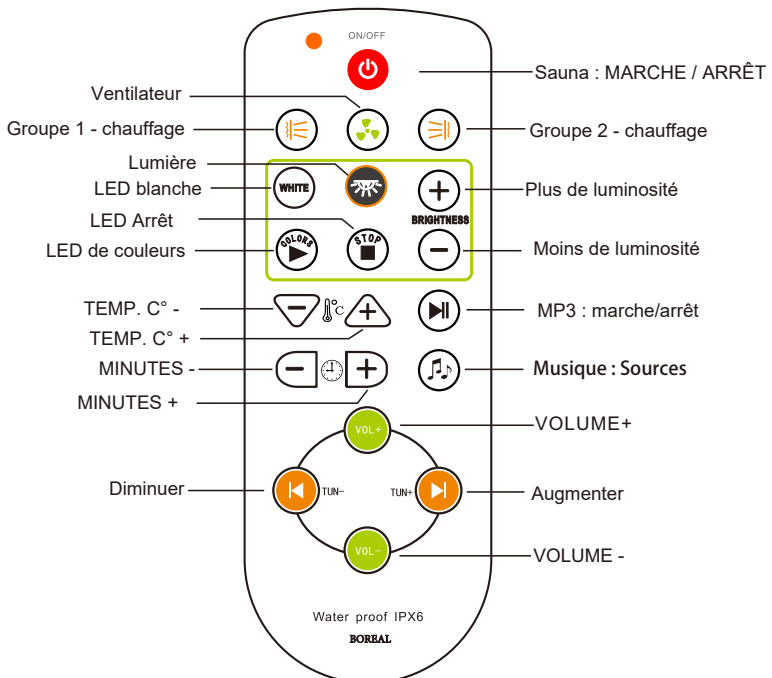 ON/OFF
Sauna : MARCHE / ARRÊT
Ventilateur
Groupe 1 - chauffage
Groupe 2 - chauffage
Lumière
LED blanche
WHITE
Plus de luminosité
BRIGHTNESS
LED Arrêt
STOP
COLORS
LED de couleurs
Moins de luminosité
TEMP. C° -
°C
MP3 : marche/arrêt
TEMP. C° +
MINUTES -
Musique : Sources
MINUTES +
VOL+
VOLUME+
Diminuer
TUN-
TUN+
Augmenter
VOL-
VOLUME -
Water proof IPX6
BOREAL